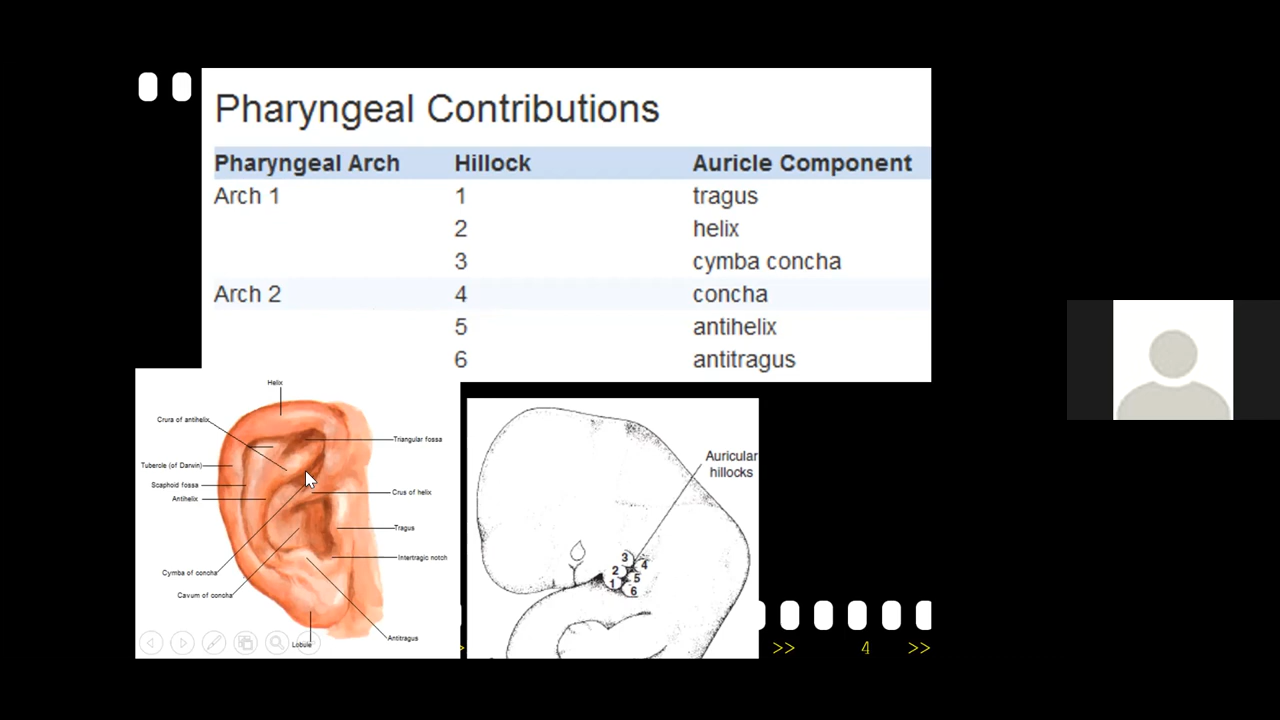 Pharyngeal Contributions
Pharyngeal Arch Hillock Auricle Component
Arch 1 1 tragus
2 helix
3 cymba concha
Arch 2 4 concha
5 antihelix
6 antitragus
Helix
Crura of antihelix
Triangular fossa
Tubercle (of Darwin)
Scaphoid fossa
Crus of helix
Antihelix
Tragus
Intertragic notch
Cymba of concha
Cavum of concha
Antitragus
Lobule
Auricular
hillocks
3
4
2
5
1
6
>> 4 >>